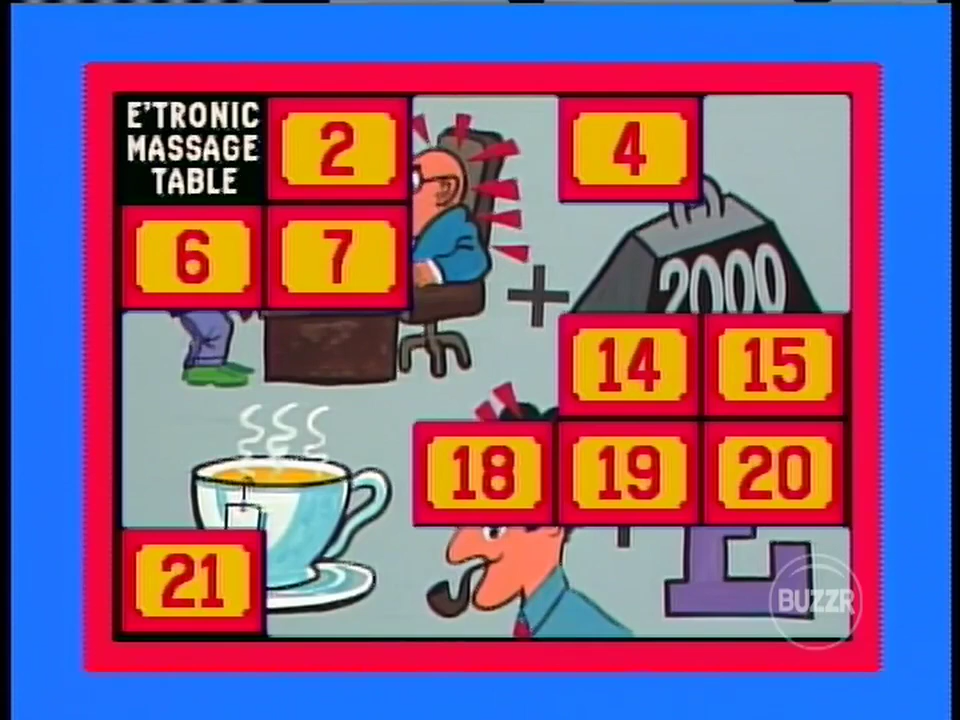 E'TRONIC
MASSAGE
TABLE
2
4
6
7
2000
14
15
18
19
20
21
L
BUZZR